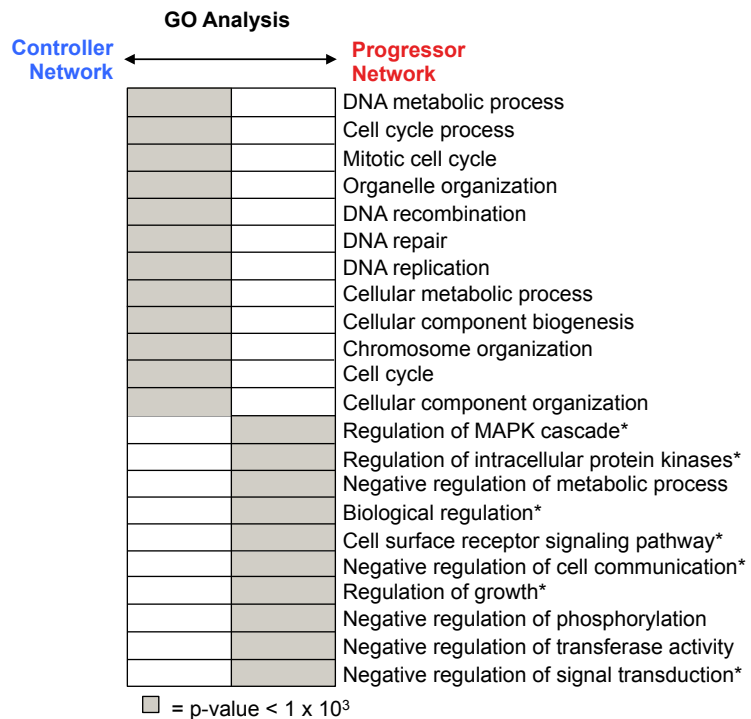 GO Analysis
Controller
Network
Progressor
Network
DNA metabolic process
Cell cycle process
Mitotic cell cycle
Organelle organization
DNA recombination
DNA repair
DNA replication
Cellular metabolic process
Cellular component biogenesis
Chromosome organization
Cell cycle
Cellular component organization
Regulation of MAPK cascade*
Regulation of intracellular protein kinases*
Negative regulation of metabolic process
Biological regulation*
Cell surface receptor signaling pathway*
Negative regulation of cell communication*
Regulation of growth*
Negative regulation of phosphorylation
Negative regulation of transferase activity
Negative regulation of signal transduction*
= p-value < 1 x 10³